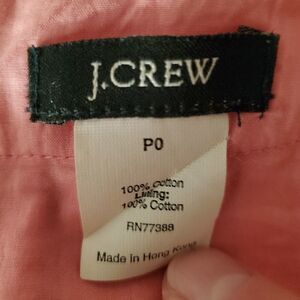 J.CREW
P0
100% Cotton
Lining:
100% Cotton
RN77388
Made in Hong Kong